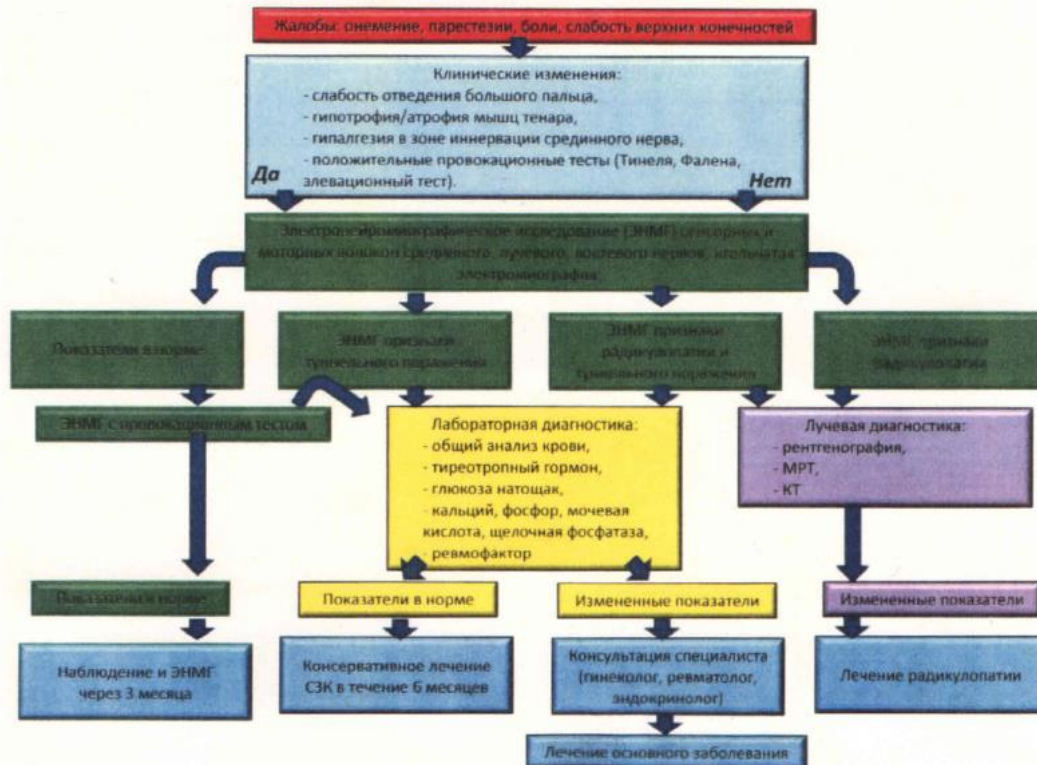 Жалобы: онемение, парестезии, боли, слабость верхних конечностей
Клинические изменения:
- слабость отведения большого пальца,
- гипотрофия/атрофия мышц тенара,
- гипалгезия в зоне иннервации срединного нерва,
- положительные провокационные тесты (Тинеля, Фалена,
элевационный тест).
Да
Нет
Электронейромиографическое исследование (ЭНМГ) сенсорных и
моторных волокон срединного, лучевого, локтевого нервов, игольчатая
электромиография
Показатели в норме
ЭНМГ признаки
туннельного поражения
ЭНМГ признаки
радикулопатии и
туннельного поражения
ЭНМГ признаки
радикулопатии
ЭНМГ с провокационным тестом
Лабораторная диагностика:
- общий анализ крови,
- тиреотропный гормон,
- глюкоза натощак,
- кальций, фосфор, мочевая
кислота, щелочная фосфатаза,
- ревмофактор
Лучевая диагностика:
- рентгенография,
- МРТ,
- КТ
Показатели в норме
Показатели в норме
Измененные показатели
Измененные показатели
Наблюдение и ЭНМГ
через 3 месяца
Консервативное лечение
СЗК в течение 6 месяцев
Консультация специалиста
(гинеколог, ревматолог,
эндокринолог)
Лечение радикулопатии
Лечение основного заболевания